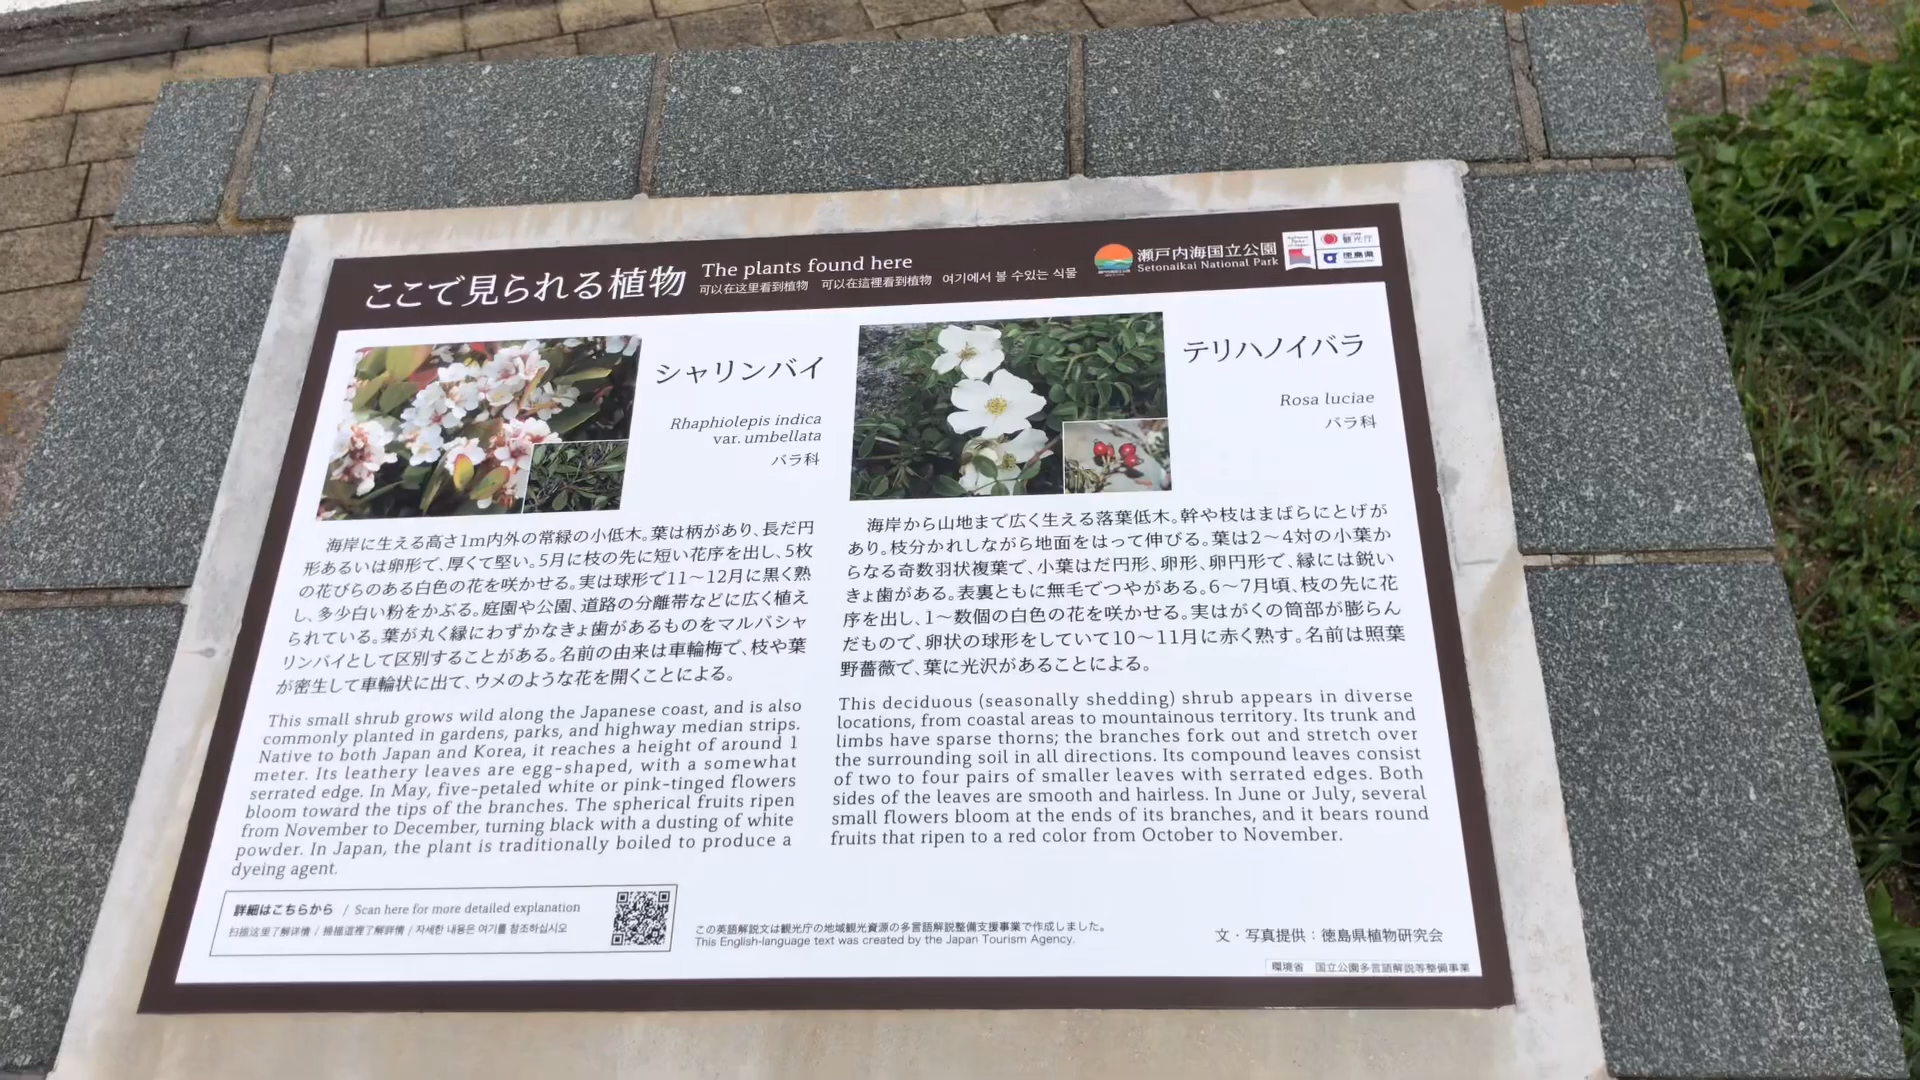 ここで見られる植物
The plants found here
可以在这里看到植物 可以在這裡看到植物 여기에서 볼 수있는 식물
瀬戸内海国立公園
Setonaikai National Park
観光庁
徳島県
シャリンバイ
Rhaphiolepis indica
var. umbellata
バラ科
海岸に生える高さ1m内外の常緑の小低木。葉は柄があり、長だ円
形あるいは卵形で、厚くて堅い。5月に枝の先に短い花序を出し、5枚
の花びらのある白色の花を咲かせる。実は球形で11～12月に黒く熟
し、多少白い粉をかぶる。庭園や公園、道路の分離帯などに広く植え
られている。葉が丸く縁にわずかなきょ歯があるものをマルバシャ
リンバイとして区別することがある。名前の由来は車輪梅で、枝や葉
が密生して車輪状に出て、ウメのような花を開くことによる。
This small shrub grows wild along the Japanese coast, and is also
commonly planted in gardens, parks, and highway median strips.
Native to both Japan and Korea, it reaches a height of around 1
meter. Its leathery leaves are egg-shaped, with a somewhat
serrated edge. In May, five-petaled white or pink-tinged flowers
bloom toward the tips of the branches. The spherical fruits ripen
from November to December, turning black with a dusting of white
powder. In Japan, the plant is traditionally boiled to produce a
dyeing agent.
テリハノイバラ
Rosa luciae
バラ科
海岸から山地まで広く生える落葉低木。幹や枝はまばらにとげが
あり。枝分かれしながら地面をはって伸びる。葉は2～4対の小葉か
らなる奇数羽状複葉で、小葉はだ円形、卵形、卵円形で、縁には鋭い
きょ歯がある。表裏ともに無毛でつやがある。6～7月頃、枝の先に花
序を出し、1～数個の白色の花を咲かせる。実はがくの筒部が膨らん
だもので、卵状の球形をしていて10～11月に赤く熟す。名前は照葉
野薔薇で、葉に光沢があることによる。
This deciduous (seasonally shedding) shrub appears in diverse
locations, from coastal areas to mountainous territory. Its trunk and
limbs have sparse thorns; the branches fork out and stretch over
the surrounding soil in all directions. Its compound leaves consist
of two to four pairs of smaller leaves with serrated edges. Both
sides of the leaves are smooth and hairless. In June or July, several
small flowers bloom at the ends of its branches, and it bears round
fruits that ripen to a red color from October to November.
詳細はこちらから / Scan here for more detailed explanation
扫描这里了解详情 / 掃描這裡了解詳情 / 자세한 내용은 여기를 참조하십시오
この英語解説文は観光庁の地域観光資源の多言語解説整備支援事業で作成しました。
This English-language text was created by the Japan Tourism Agency.
文・写真提供：徳島県植物研究会
環境省 国立公園多言語解説等整備事業